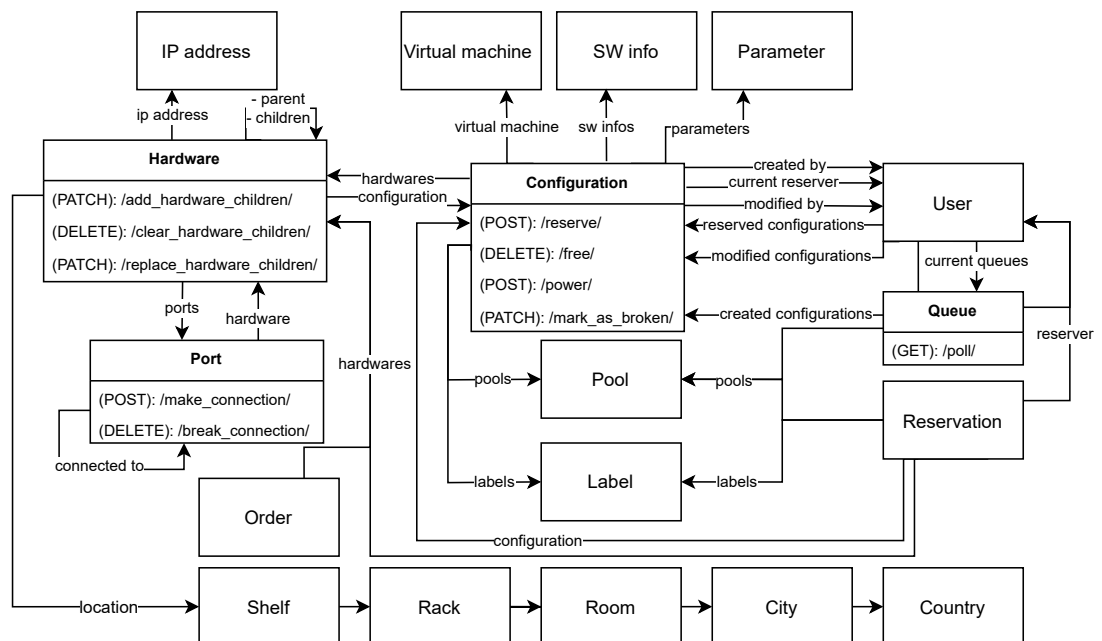 IP address
Virtual machine
SW info
Parameter
- parent
- children
ip address
virtual machine
sw infos
parameters
Hardware
(PATCH): /add_hardware_children/
(DELETE): /clear_hardware_children/
(PATCH): /replace_hardware_children/
hardwares
configuration
Configuration
(POST): /reserve/
(DELETE): /free/
(POST): /power/
(PATCH): /mark_as_broken/
created by
current reserver
modified by
reserved configurations
modified configurations
created configurations
User
current queues
Queue
(GET): /poll/
reserver
ports
hardware
Port
(POST): /make_connection/
(DELETE): /break_connection/
connected to
hardwares
pools
Pool
pools
Reservation
labels
Label
labels
Order
configuration
location
Shelf
Rack
Room
City
Country